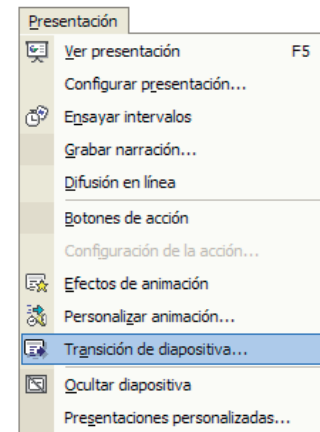 Presentación
Ver presentación F5
Configurar presentación...
Ensayar intervalos
Grabar narración...
Difusión en línea
Botones de acción
Configuración de la acción...
Efectos de animación
Personalizar animación...
Transición de diapositiva...
Ocultar diapositiva
Presentaciones personalizadas...